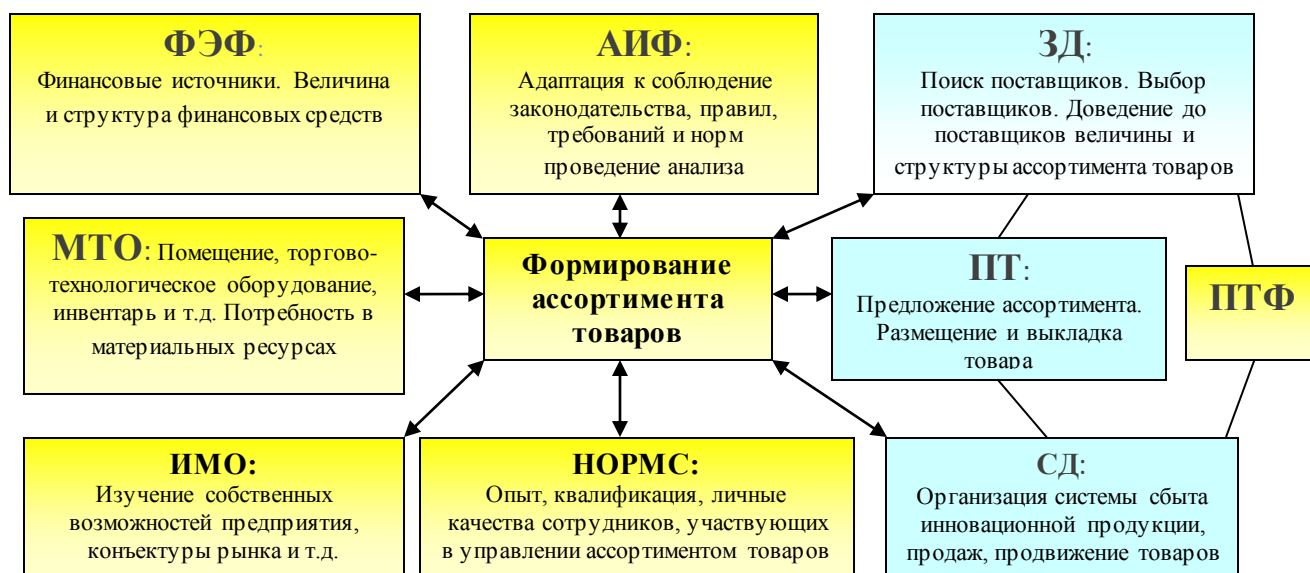 ФЭФ:
Финансовые источники. Величина
и структура финансовых средств
АИФ:
Адаптация к соблюдение
законодательства, правил,
требований и норм
проведение анализа
ЗД:
Поиск поставщиков. Выбор
поставщиков. Доведение до
поставщиков величины и
структуры ассортимента товаров
МТО: Помещение, торгово-
технологическое оборудование,
инвентарь и т.д. Потребность в
материальных ресурсах
Формирование
ассортимента
товаров
ПТ:
Предложение ассортимента.
Размещение и выкладка
товара
ПТФ
ИМО:
Изучение собственных
возможностей предприятия,
конъектуры рынка и т.д.
НОРМС:
Опыт, квалификация, личные
качества сотрудников, участвующих
в управлении ассортиментом товаров
СД:
Организация системы сбыта
инновационной продукции,
продаж, продвижение товаров